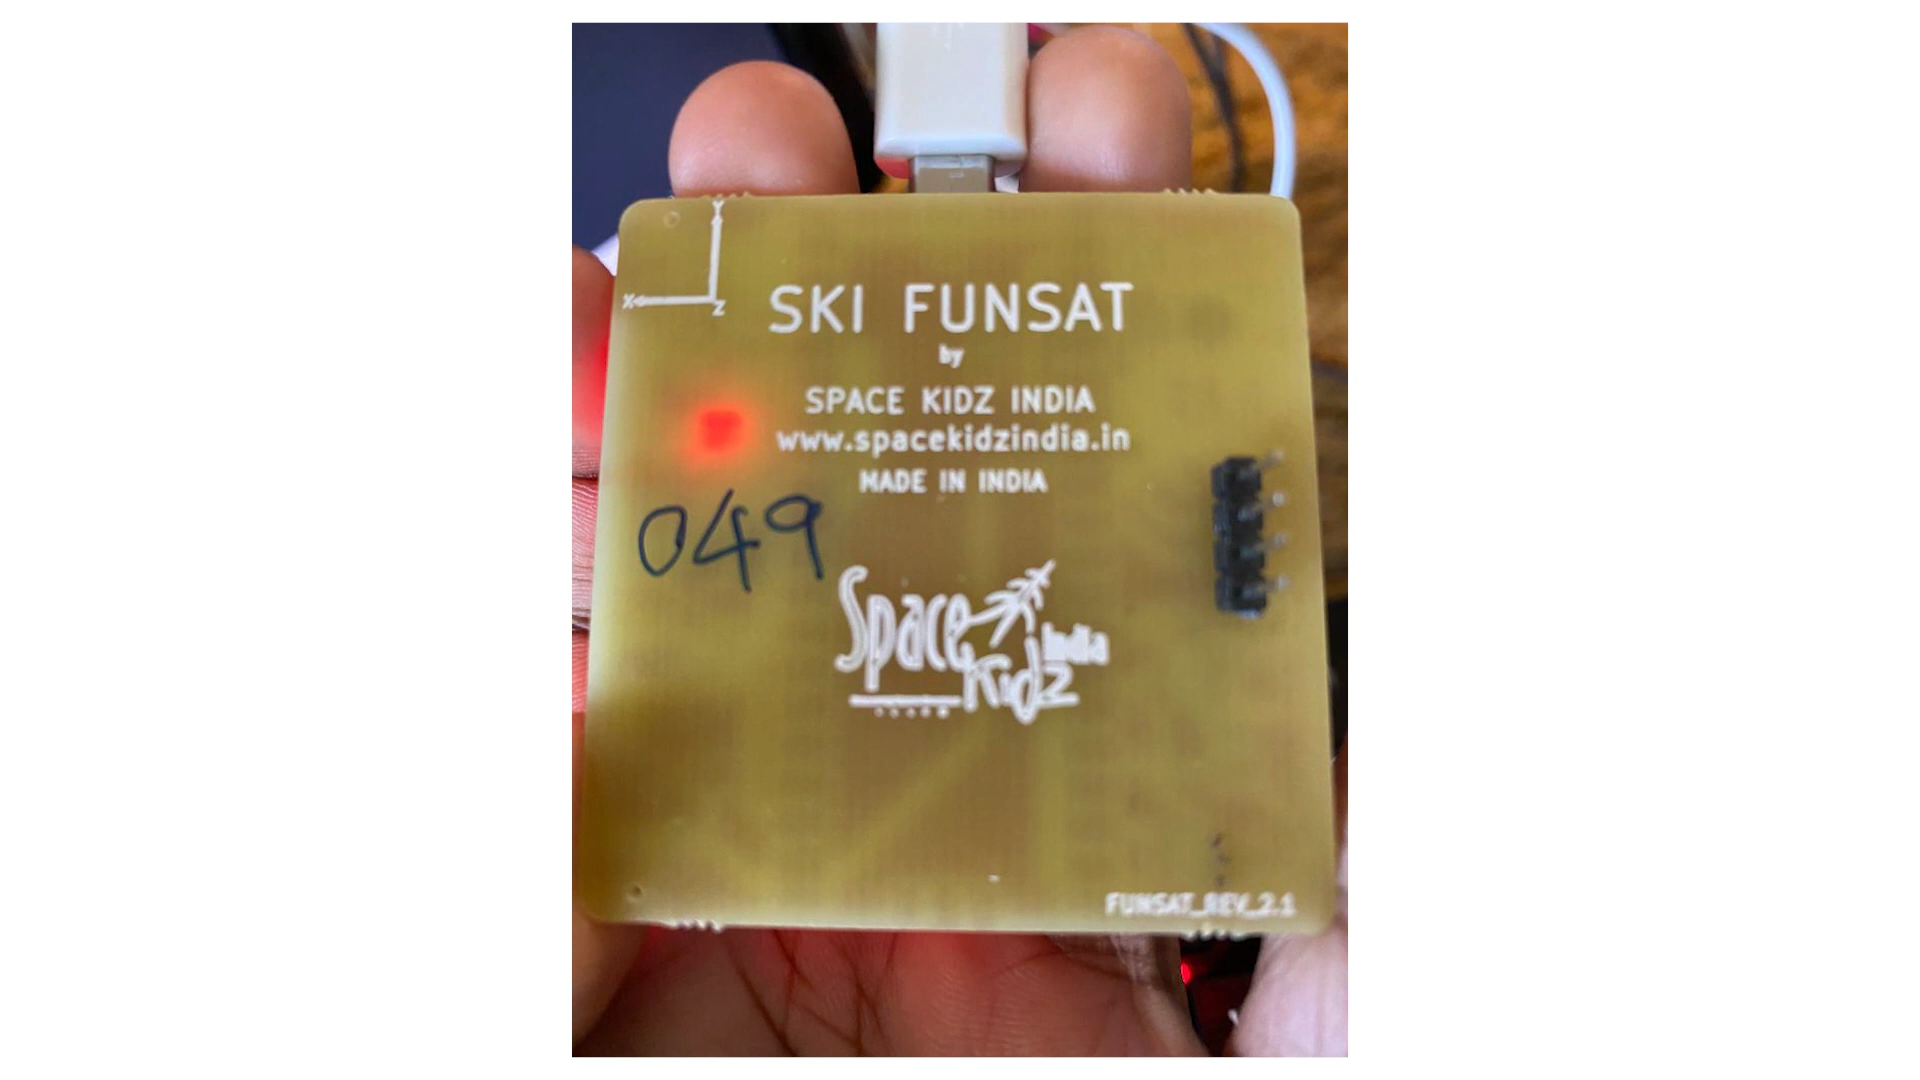 Y
X
Z
SKI FUNSAT
by
SPACE KIDZ INDIA
www.spacekidzindia.in
MADE IN INDIA
049
Space
India
Kidz
FUNSAT_REV_2.1